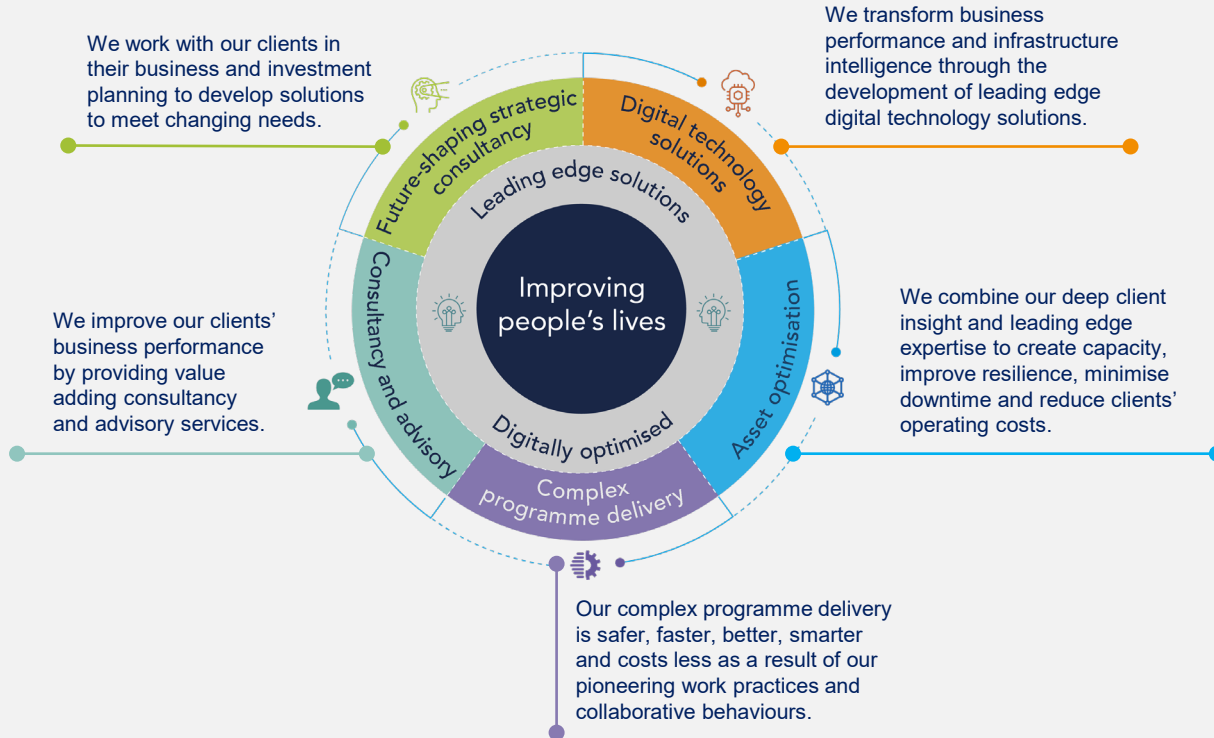 We work with our clients in
their business and investment
planning to develop solutions
to meet changing needs.
We transform business
performance and infrastructure
intelligence through the
development of leading edge
digital technology solutions.
Future-shaping strategic
consultancy
Digital technology
solutions
Leading edge solutions
Improving
people’s lives
Digitally optimised
Consultancy and advisory
Asset optimisation
Complex
programme delivery
We improve our clients’
business performance
by providing value
adding consultancy
and advisory services.
We combine our deep client
insight and leading edge
expertise to create capacity,
improve resilience, minimise
downtime and reduce clients’
operating costs.
Our complex programme delivery
is safer, faster, better, smarter
and costs less as a result of our
pioneering work practices and
collaborative behaviours.